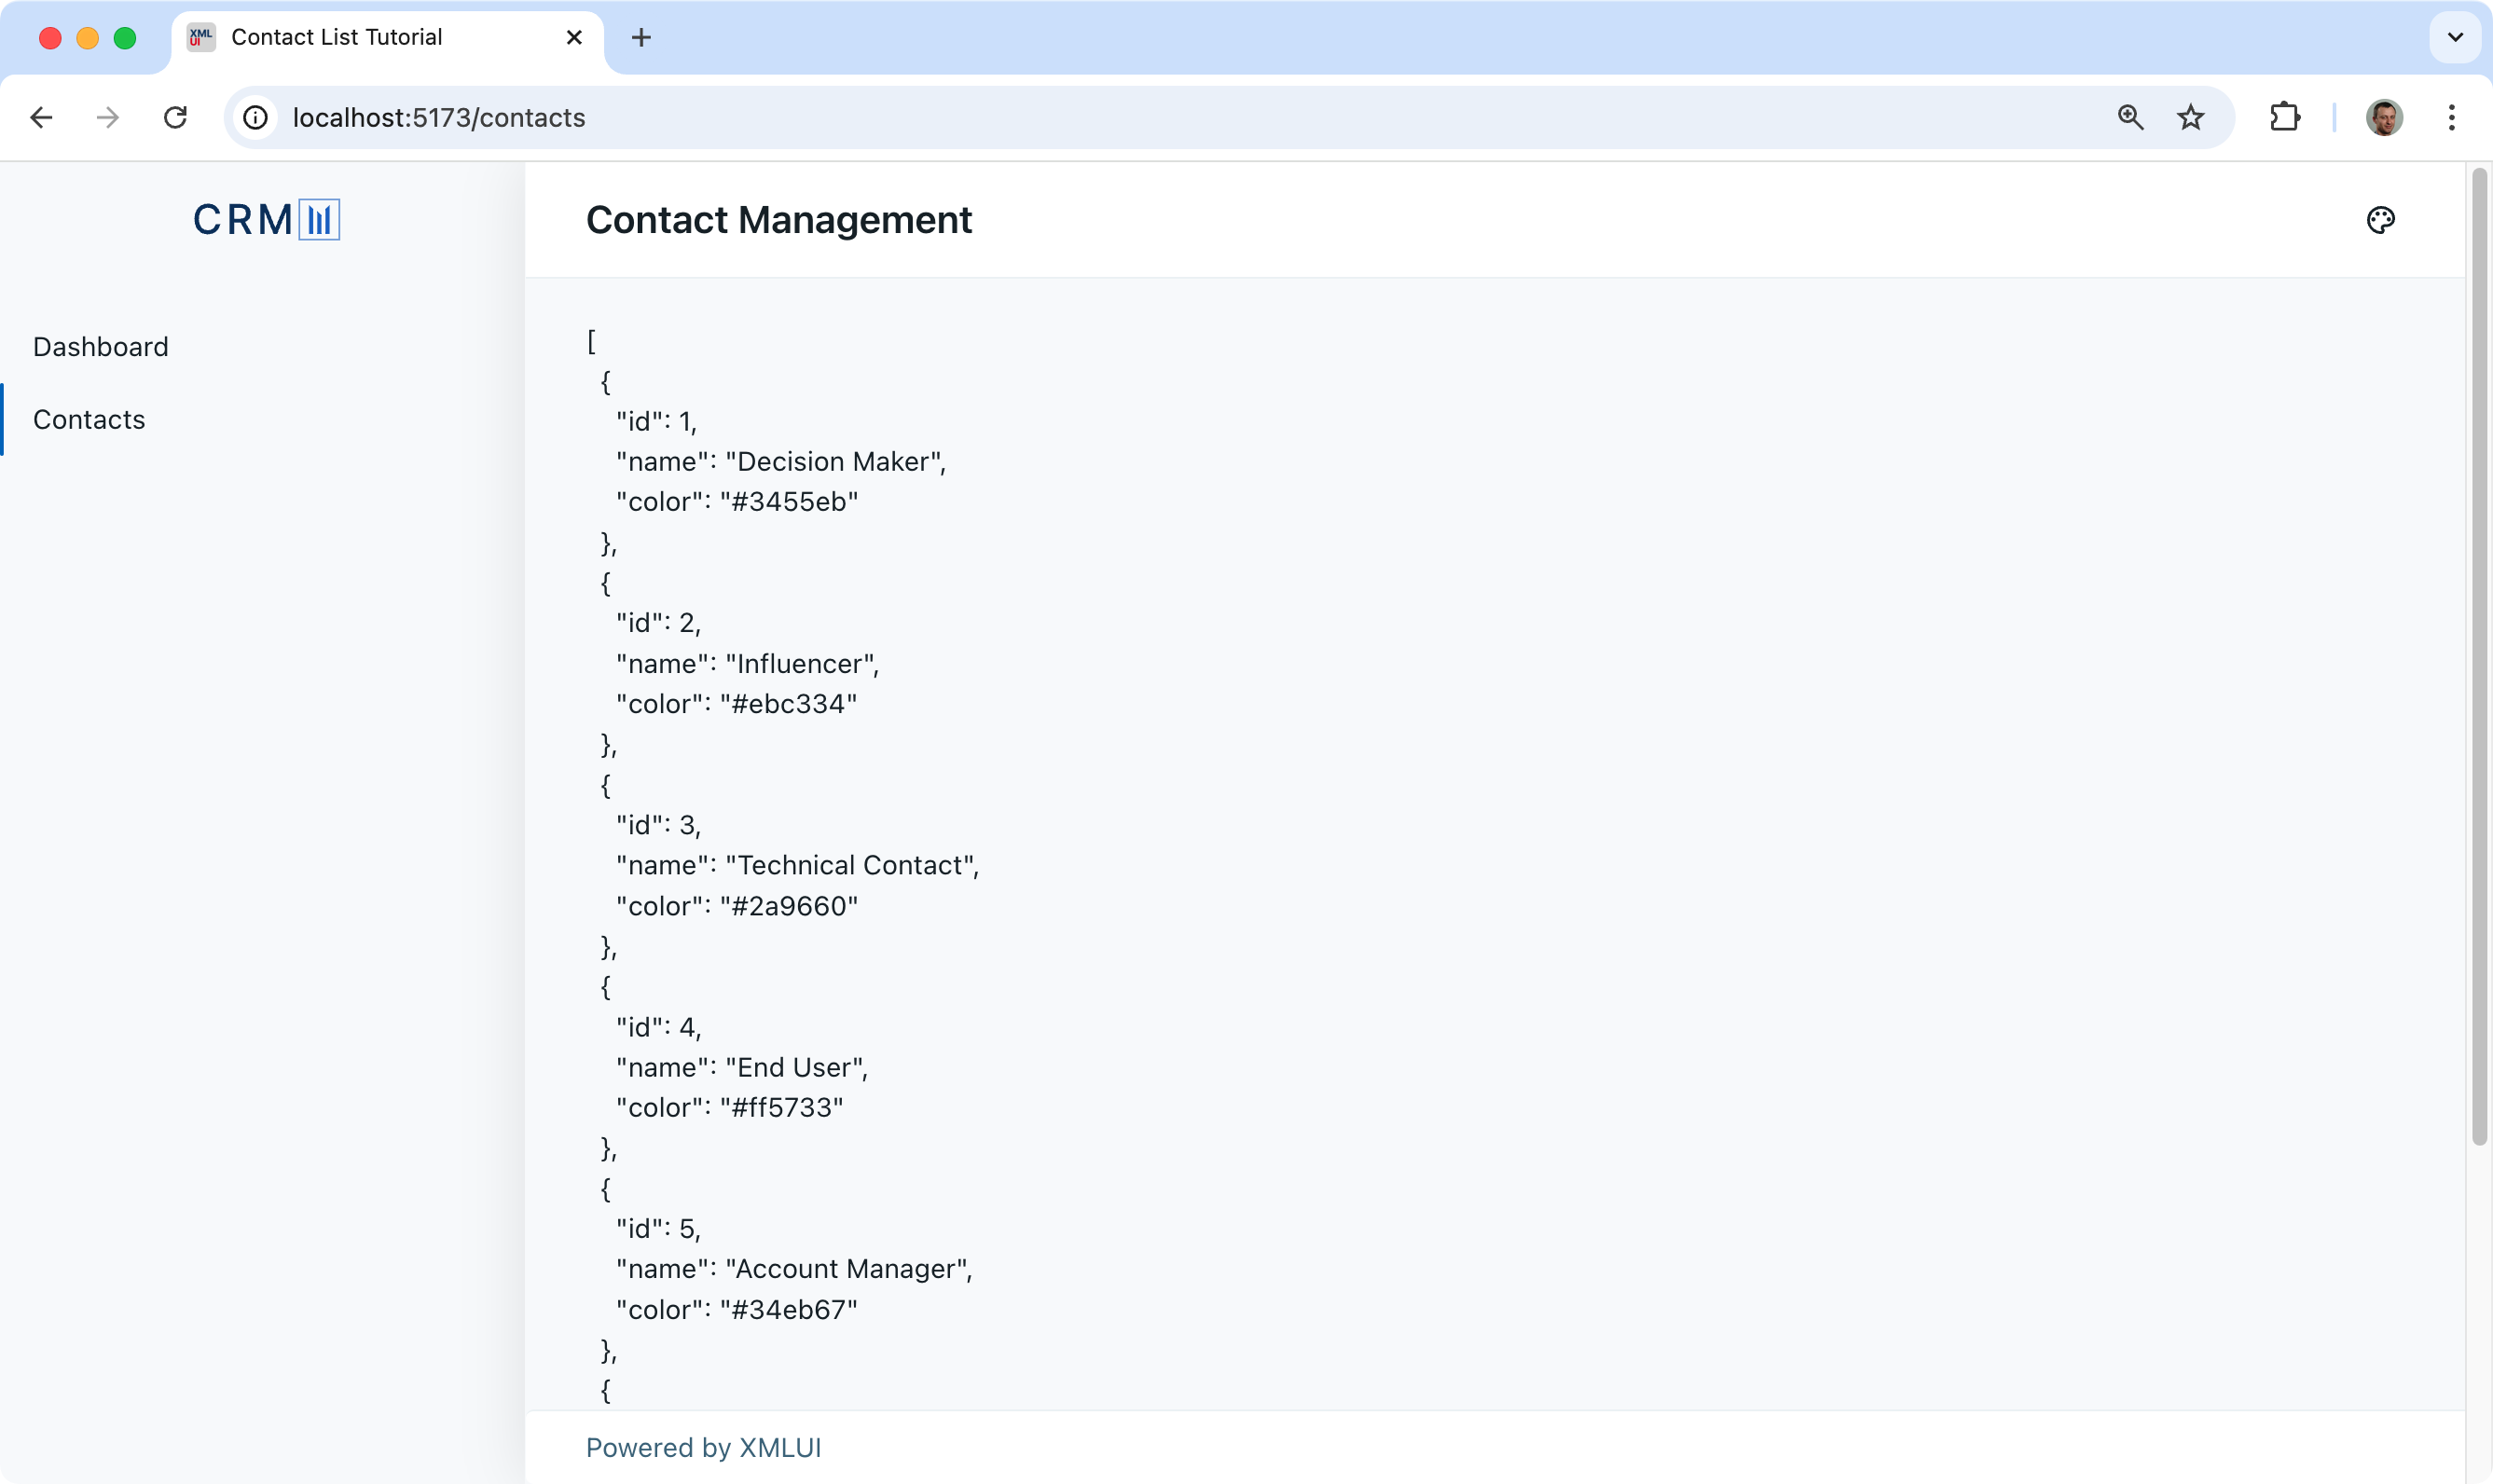 XML
UI
Contact List Tutorial
localhost:5173/contacts
CRM
Contact Management
Dashboard
Contacts
[
{
"id": 1,
"name": "Decision Maker",
"color": "#3455eb"
},
{
"id": 2,
"name": "Influencer",
"color": "#ebc334"
},
{
"id": 3,
"name": "Technical Contact",
"color": "#2a9660"
},
{
"id": 4,
"name": "End User",
"color": "#ff5733"
},
{
"id": 5,
"name": "Account Manager",
"color": "#34eb67"
},
{
Powered by XMLUI